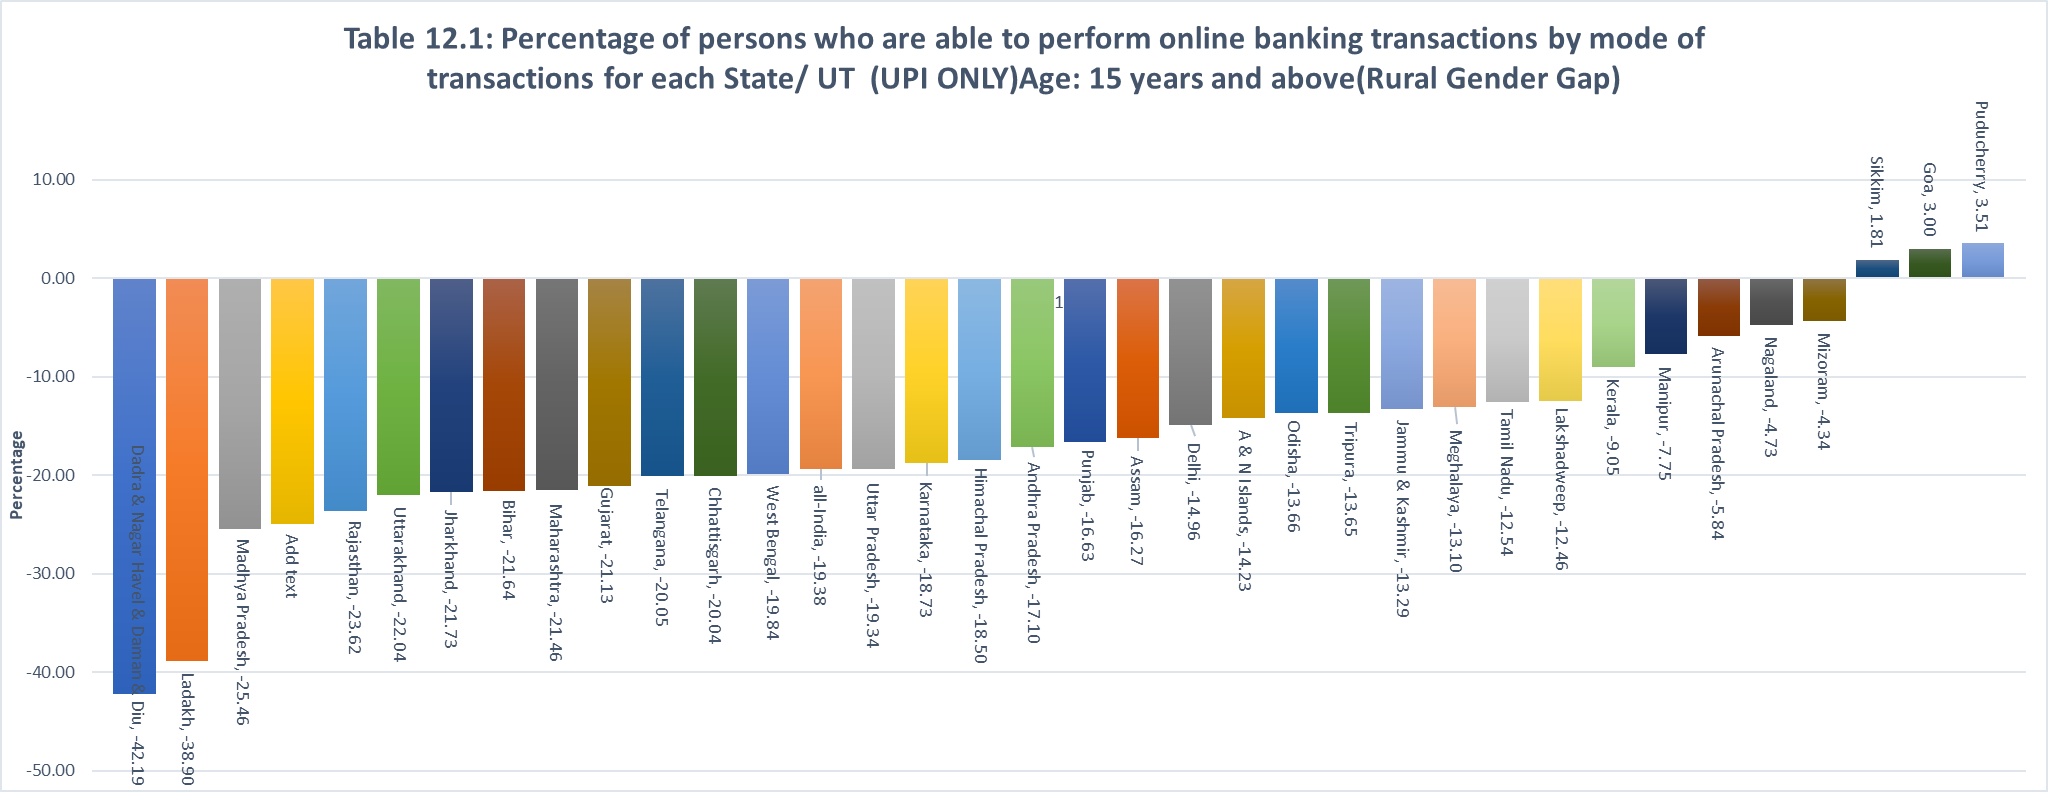 Table 12.1: Percentage of persons who are able to perform online banking transactions by mode of
transactions for each State/ UT  (UPI ONLY)Age: 15 years and above(Rural Gender Gap)
Percentage
10.00
0.00
-10.00
-20.00
-30.00
-40.00
-50.00
Dadra & Nagar Havel & Daman & Diu, -42.19
Ladakh, -38.90
Madhya Pradesh, -25.46
Add text
Rajasthan, -23.62
Uttarakhand, -22.04
Jharkhand, -21.73
Bihar, -21.64
Maharashtra, -21.46
Gujarat, -21.13
Telangana, -20.05
Chhattisgarh, -20.04
West Bengal, -19.84
all-India, -19.38
Uttar Pradesh, -19.34
Karnataka, -18.73
Himachal Pradesh, -18.50
Andhra Pradesh, -17.10
1
Punjab, -16.63
Assam, -16.27
Delhi, -14.96
A & N Islands, -14.23
Odisha, -13.66
Tripura, -13.65
Jammu & Kashmir, -13.29
Meghalaya, -13.10
Tamil Nadu, -12.54
Lakshadweep, -12.46
Kerala, -9.05
Manipur, -7.75
Arunachal Pradesh, -5.84
Nagaland, -4.73
Mizoram, -4.34
Sikkim, 1.81
Goa, 3.00
Puducherry, 3.51